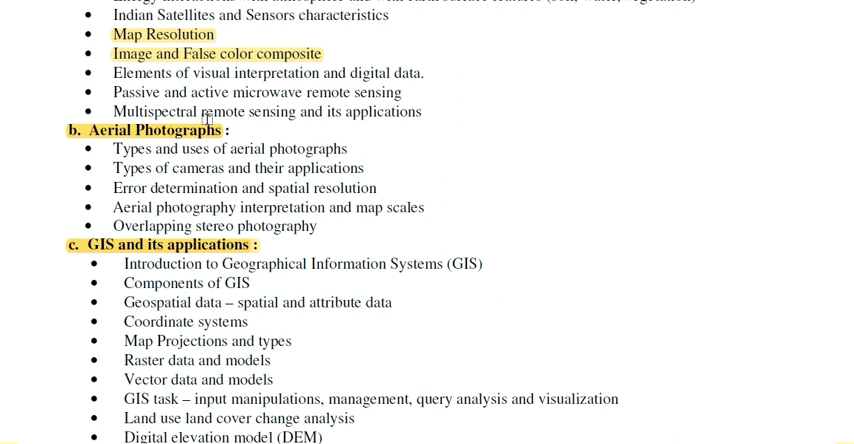 • Indian Satellites and Sensors characteristics
• Map Resolution
• Image and False color composite
• Elements of visual interpretation and digital data.
• Passive and active microwave remote sensing
• Multispectral remote sensing and its applications
b. Aerial Photographs :
• Types and uses of aerial photographs
• Types of cameras and their applications
• Error determination and spatial resolution
• Aerial photography interpretation and map scales
• Overlapping stereo photography
c. GIS and its applications :
• Introduction to Geographical Information Systems (GIS)
• Components of GIS
• Geospatial data – spatial and attribute data
• Coordinate systems
• Map Projections and types
• Raster data and models
• Vector data and models
• GIS task – input manipulations, management, query analysis and visualization
• Land use land cover change analysis
• Digital elevation model (DEM)